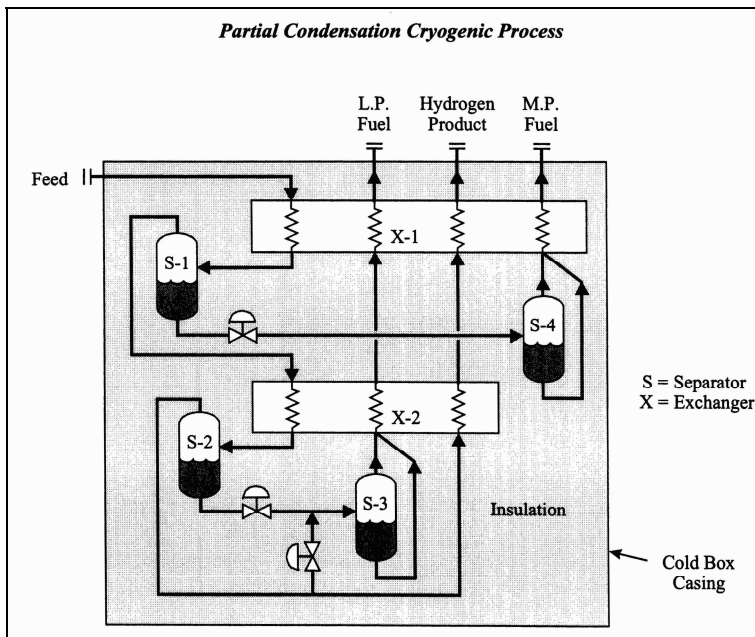 Partial Condensation Cryogenic Process
L.P.
Fuel
Hydrogen
Product
M.P.
Fuel
Feed
X-1
S-1
S-4
S = Separator
X = Exchanger
X-2
S-2
S-3
Insulation
Cold Box
Casing